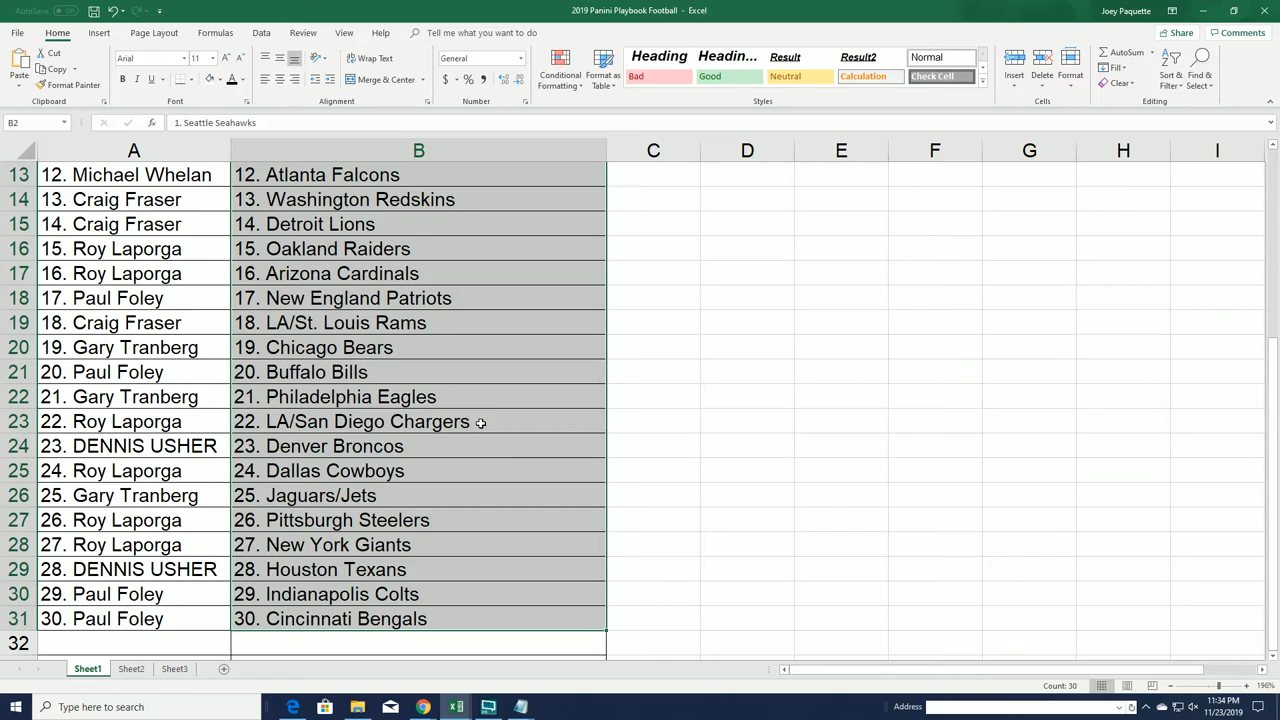 AutoSave Off
2019 Panini Playbook Football - Excel
Joey Paquette
File Home Insert Page Layout Formulas Data Review View Help Tell me what you want to do Share Comments
Paste Cut Copy Format Painter
Clipboard
Arial 11
B I U
Font
Wrap Text
Merge & Center
Alignment
General
$ % 9
Number
Conditional Formatting
Format as Table
Heading Headin... Result Result2 Normal
Bad Good Neutral Calculation Check Cell
Styles
Insert Delete Format
Cells
AutoSum
Fill
Clear
Sort & Filter
Find & Select
Editing
B2 fx 1. Seattle Seahawks
A B C D E F G H I
13 12. Michael Whelan 12. Atlanta Falcons
14 13. Craig Fraser 13. Washington Redskins
15 14. Craig Fraser 14. Detroit Lions
16 15. Roy Laporga 15. Oakland Raiders
17 16. Roy Laporga 16. Arizona Cardinals
18 17. Paul Foley 17. New England Patriots
19 18. Craig Fraser 18. LA/St. Louis Rams
20 19. Gary Tranberg 19. Chicago Bears
21 20. Paul Foley 20. Buffalo Bills
22 21. Gary Tranberg 21. Philadelphia Eagles
23 22. Roy Laporga 22. LA/San Diego Chargers
24 23. DENNIS USHER 23. Denver Broncos
25 24. Roy Laporga 24. Dallas Cowboys
26 25. Gary Tranberg 25. Jaguars/Jets
27 26. Roy Laporga 26. Pittsburgh Steelers
28 27. Roy Laporga 27. New York Giants
29 28. DENNIS USHER 28. Houston Texans
30 29. Paul Foley 29. Indianapolis Colts
31 30. Paul Foley 30. Cincinnati Bengals
32
Sheet1 Sheet2 Sheet3
Count: 30 196%
Type here to search
Address
11:34 PM
11/23/2019